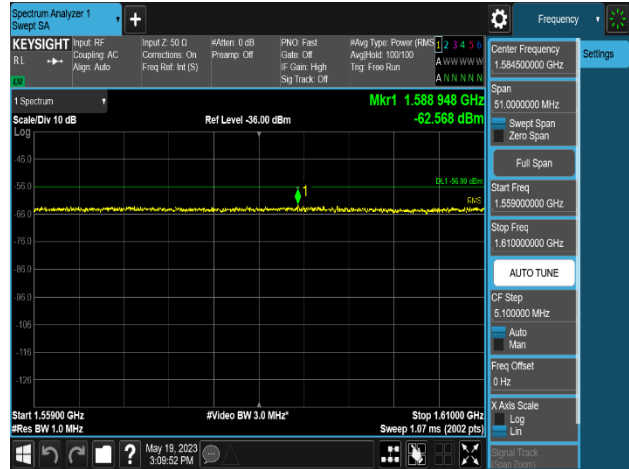 Spectrum Analyzer 1
Swept SA
Frequency
Settings
KEYSIGHT
RL
Input: RF
Coupling: AC
Align: Auto
Input Z: 50 Ω
Corrections: On
Freq Ref: Int (S)
#Atten: 0 dB
Preamp: Off
PNO: Fast
Gate: Off
IF Gain: High
Sig Track: Off
#Avg Type: Power (RMS
Avg|Hold: 100/100
Trig: Free Run
1 2 3 4 5 6
A W W W W W
A N N N N N
1 Spectrum
Scale/Div 10 dB
Log
Ref Level -36.00 dBm
Mkr1 1.588 948 GHz
-62.568 dBm
-46.0
-56.0
-66.0
-76.0
-86.0
-96.0
-106
-116
-126
DL1 -56.00 dBm
RMS
1
Start 1.55900 GHz
#Res BW 1.0 MHz
#Video BW 3.0 MHz*
Stop 1.61000 GHz
Sweep 1.07 ms (2002 pts)
Center Frequency
1.584500000 GHz
Span
51.0000000 MHz
Swept Span
Zero Span
Full Span
Start Freq
1.559000000 GHz
Stop Freq
1.610000000 GHz
AUTO TUNE
CF Step
5.100000 MHz
Auto
Man
Freq Offset
0 Hz
X Axis Scale
Log
Lin
Signal Track
(Span Zoom)
?
May 19, 2023
3:09:52 PM